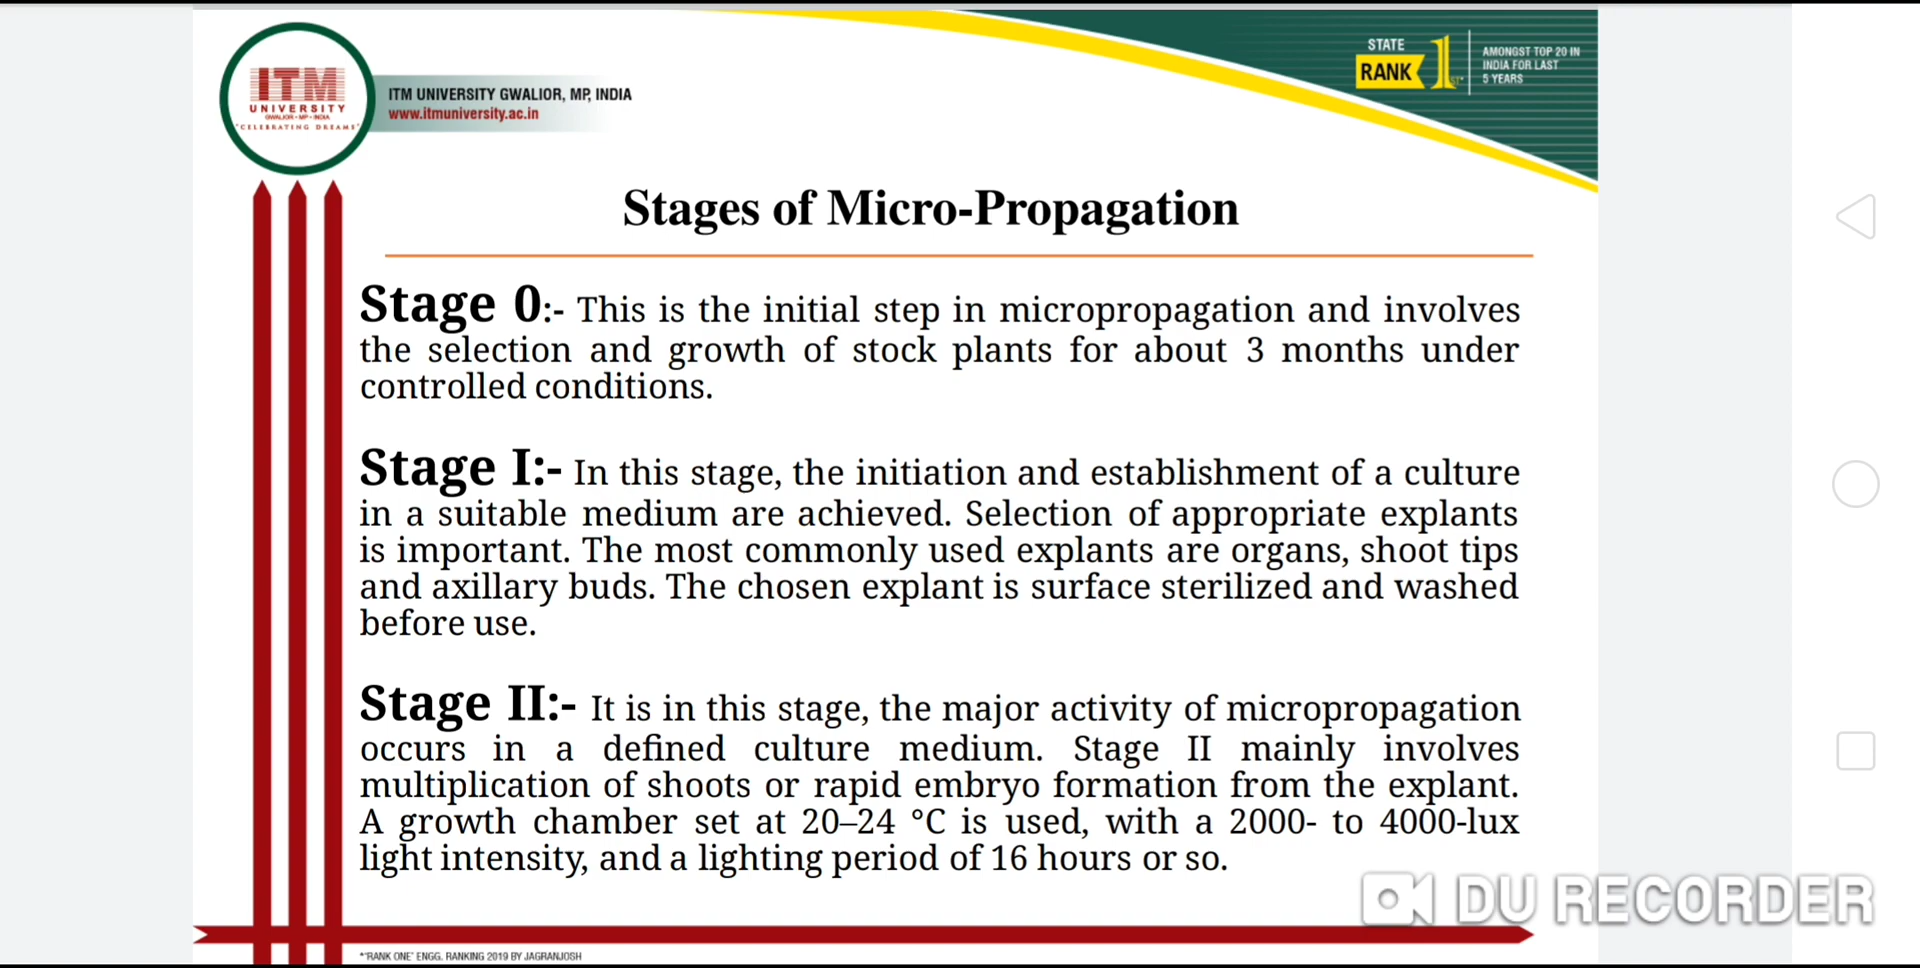 ITM
UNIVERSITY
GWALIOR • MP • INDIA
"CELEBRATING DREAMS"
ITM UNIVERSITY GWALIOR, MP, INDIA
www.itmuniversity.ac.in
STATE
RANK 1ST*
AMONGST TOP 20 IN
INDIA FOR LAST
5 YEARS
Stages of Micro-Propagation
Stage 0:- This is the initial step in micropropagation and involves
the selection and growth of stock plants for about 3 months under
controlled conditions.
Stage I:- In this stage, the initiation and establishment of a culture
in a suitable medium are achieved. Selection of appropriate explants
is important. The most commonly used explants are organs, shoot tips
and axillary buds. The chosen explant is surface sterilized and washed
before use.
Stage II:- It is in this stage, the major activity of micropropagation
occurs in a defined culture medium. Stage II mainly involves
multiplication of shoots or rapid embryo formation from the explant.
A growth chamber set at 20–24 °C is used, with a 2000- to 4000-lux
light intensity, and a lighting period of 16 hours or so.
DU RECORDER
*"RANK ONE" ENGG. RANKING 2019 BY JAGRANJOSH